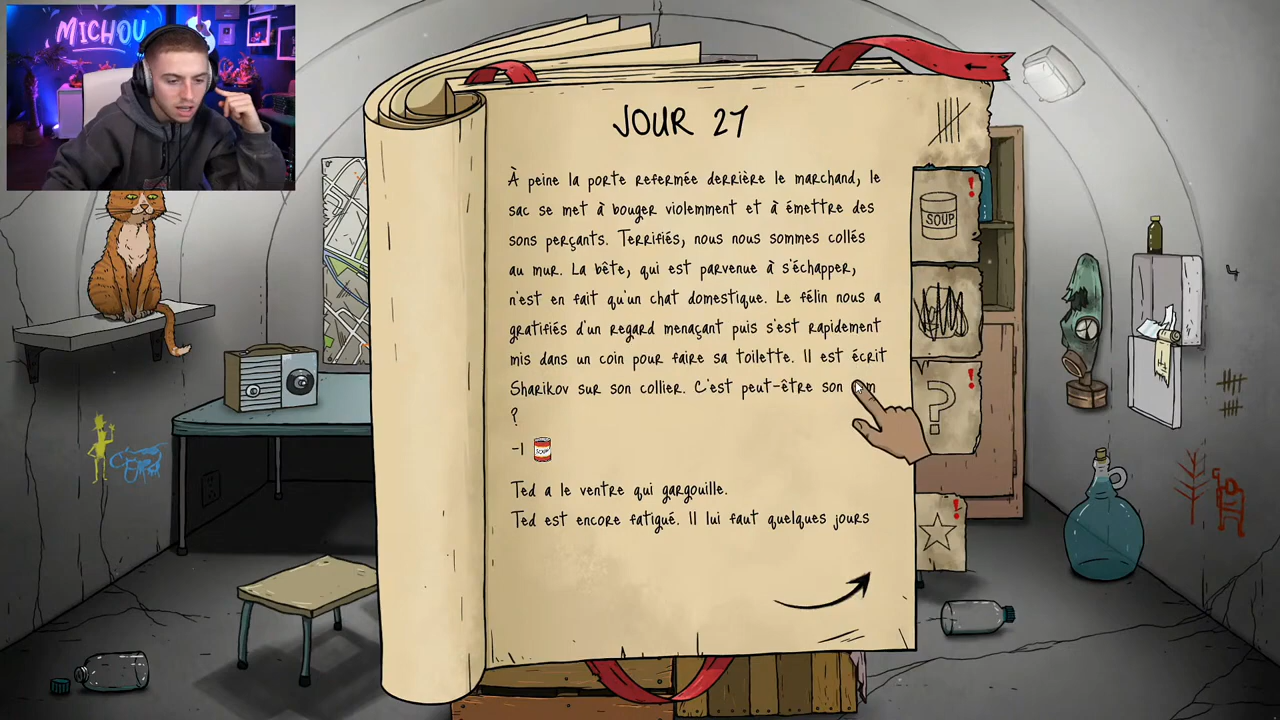 MICHOU
JOUR 27
À peine la porte refermée derrière le marchand, le
sac se met à bouger violemment et à émettre des
sons perçants. Terrifiés, nous nous sommes collés
au mur. La bête, qui est parvenue à s'échapper,
n'est en fait qu'un chat domestique. Le félin nous a
gratifiés d'un regard menaçant puis s'est rapidement
mis dans un coin pour faire sa toilette. Il est écrit
Sharikov sur son collier. C'est peut-être son
?
-1 SOUP
Ted a le ventre qui gargouille.
Ted est encore fatigué. Il lui faut quelques jours
!
SOUP
!
?
!